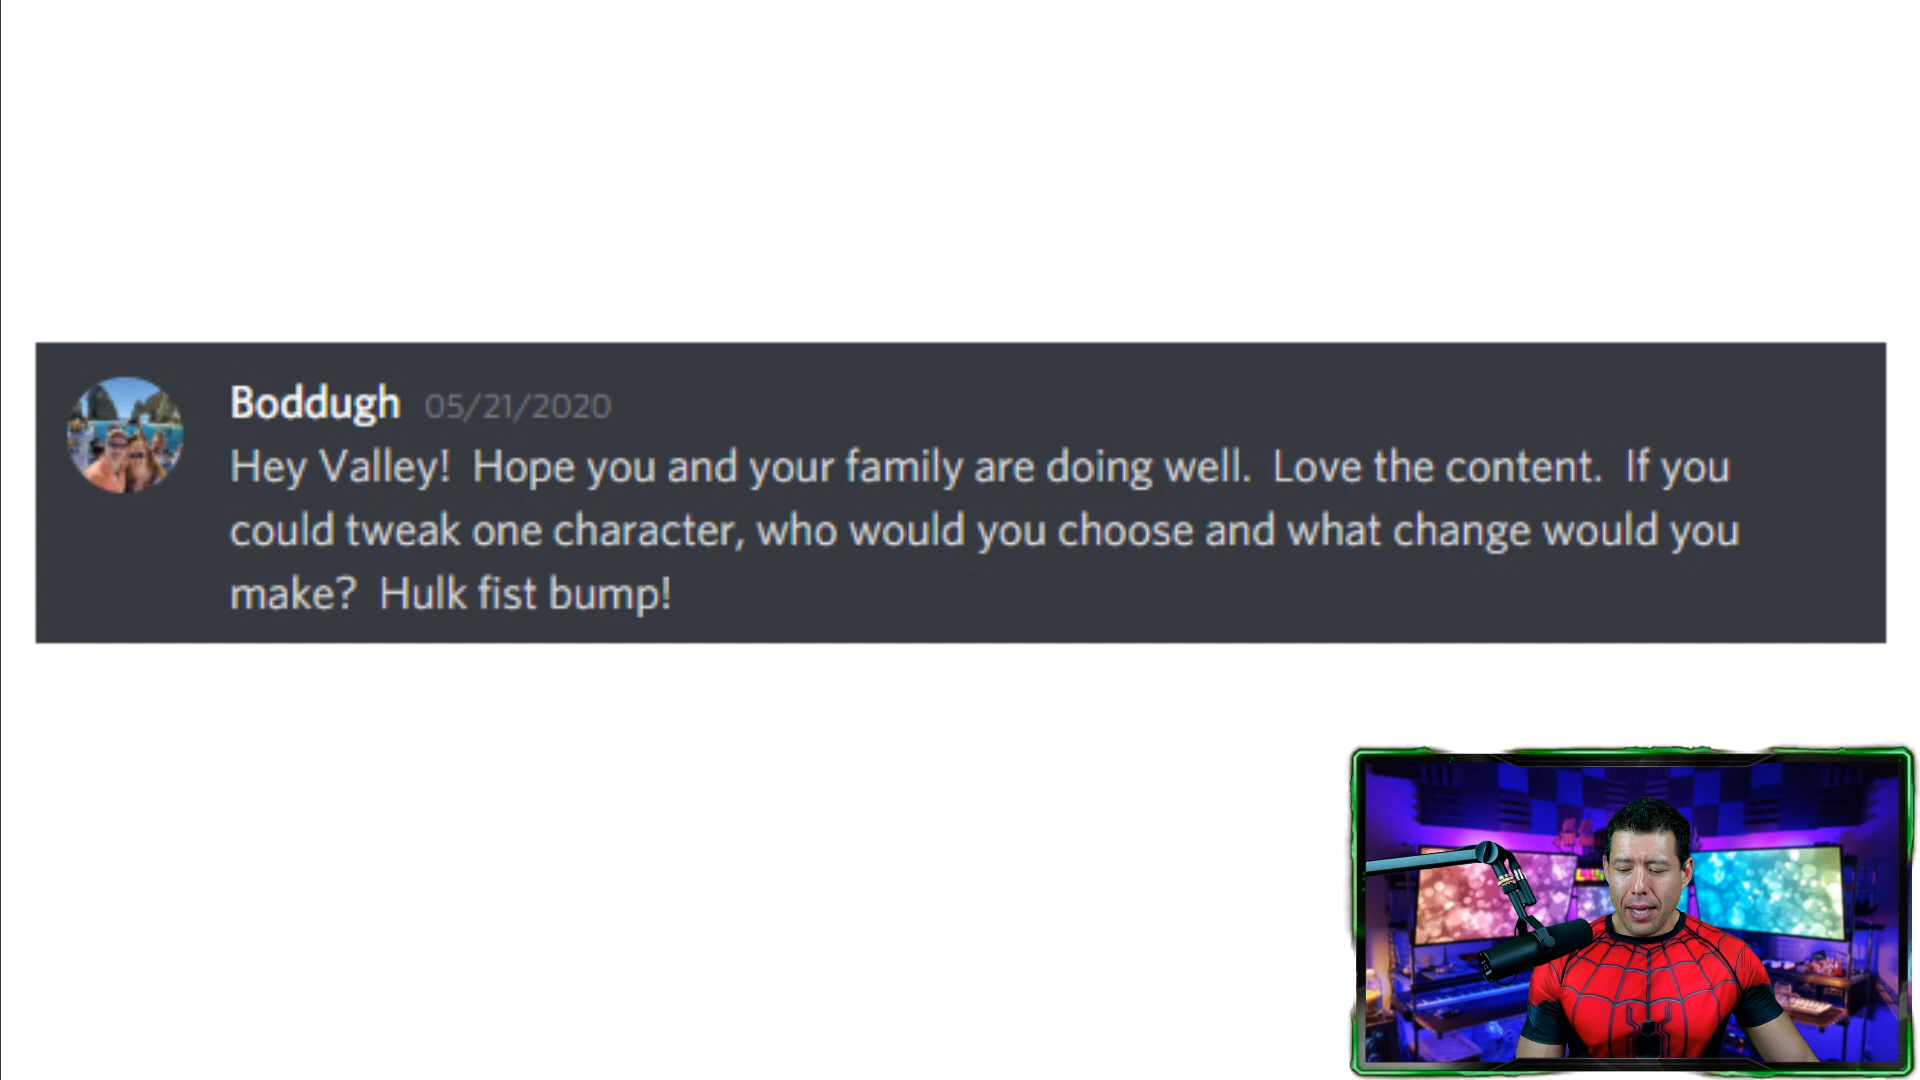 Boddugh 05/21/2020
Hey Valley!  Hope you and your family are doing well.  Love the content.  If you
could tweak one character, who would you choose and what change would you
make?  Hulk fist bump!